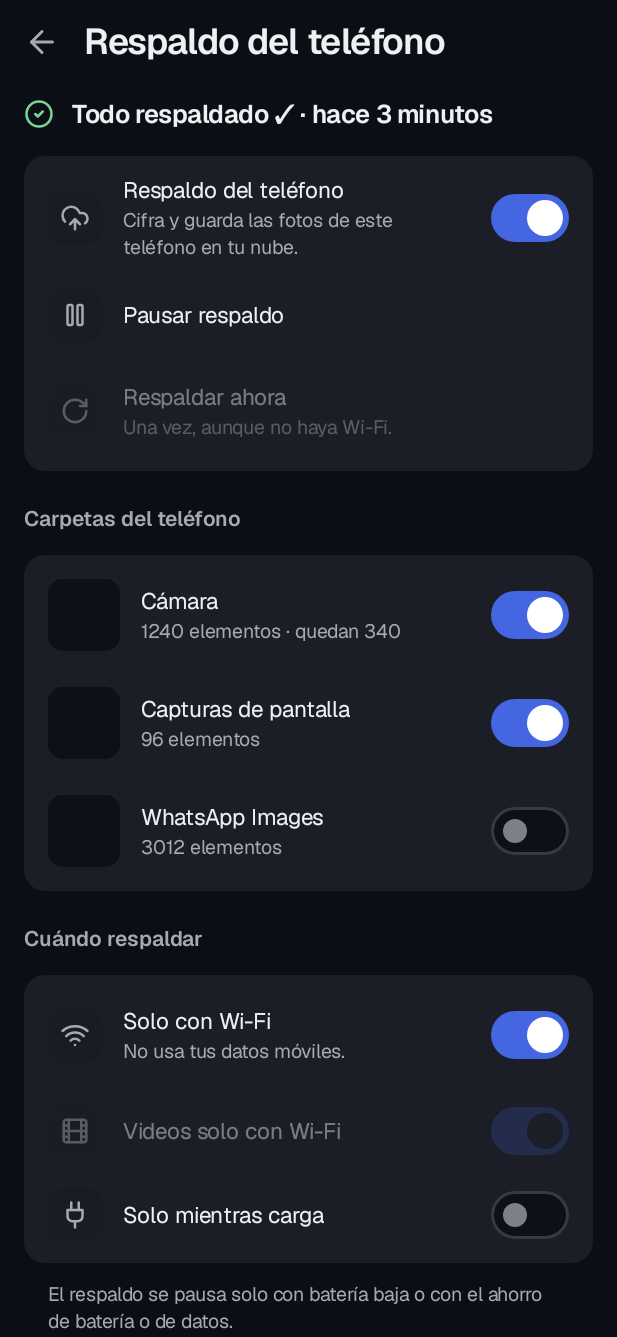 Respaldo del teléfono
Todo respaldado ✓ · hace 3 minutos
Respaldo del teléfono
Cifra y guarda las fotos de este
teléfono en tu nube.
Pausar respaldo
Respaldar ahora
Una vez, aunque no haya Wi-Fi.
Carpetas del teléfono
Cámara
1240 elementos · quedan 340
Capturas de pantalla
96 elementos
WhatsApp Images
3012 elementos
Cuándo respaldar
Solo con Wi-Fi
No usa tus datos móviles.
Videos solo con Wi-Fi
Solo mientras carga
El respaldo se pausa solo con batería baja o con el ahorro
de batería o de datos.